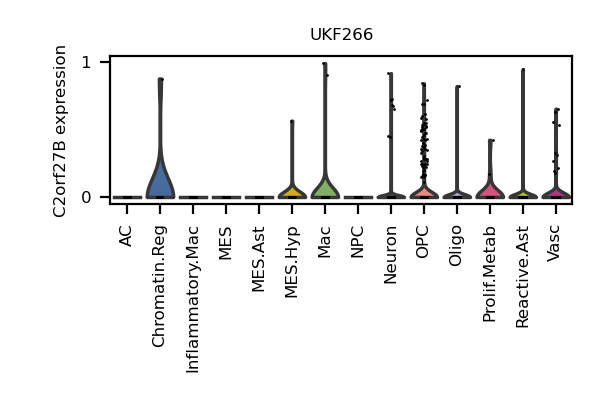 UKF266
C2orf27B expression
1
0
AC
Chromatin.Reg
Inflammatory.Mac
MES
MES.Ast
MES.Hyp
Mac
NPC
Neuron
OPC
Oligo
Prolif.Metab
Reactive.Ast
Vasc